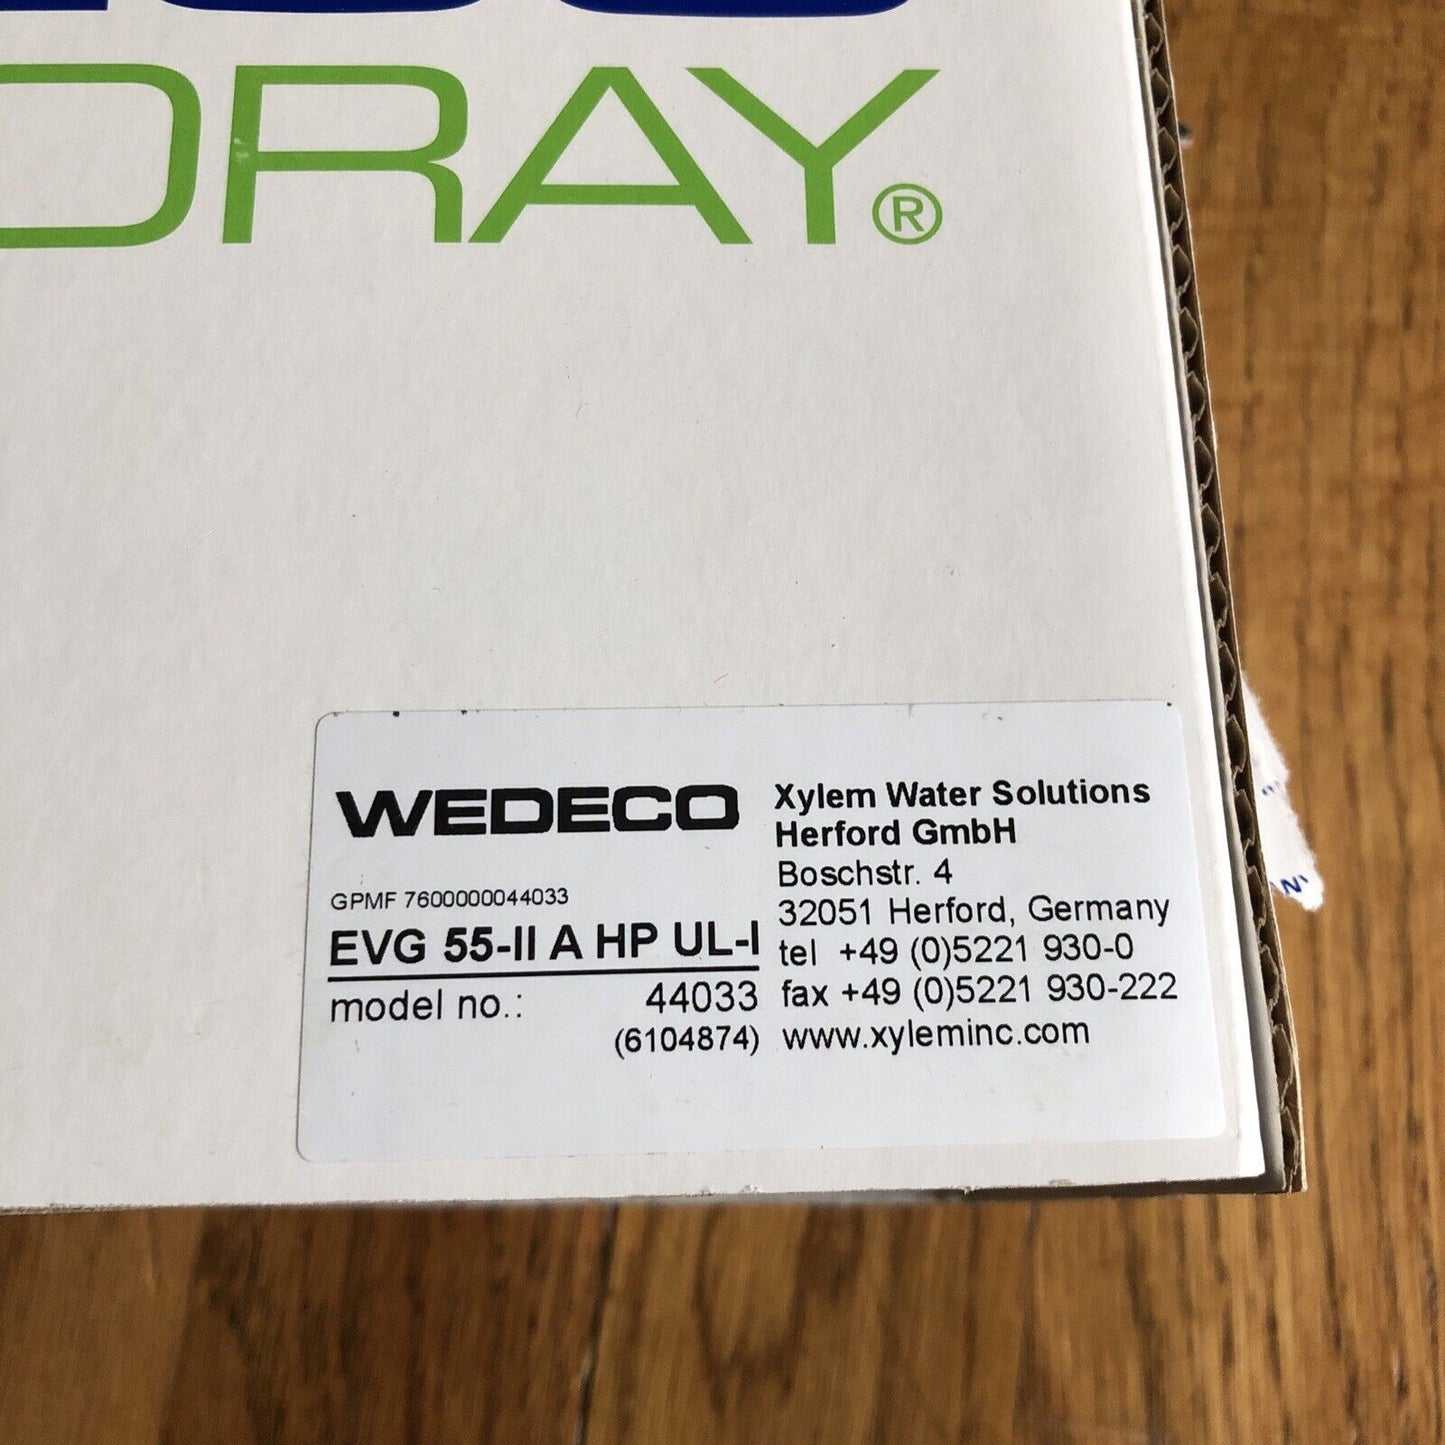 ORAY®
WEDECO
GPMF 7600000044033
EVG 55-II A HP UL-I
model no.: 44033
(6104874)
Xylem Water Solutions
Herford GmbH
Boschstr. 4
32051 Herford, Germany
tel +49 (0)5221 930-0
fax +49 (0)5221 930-222
www.xyleminc.com